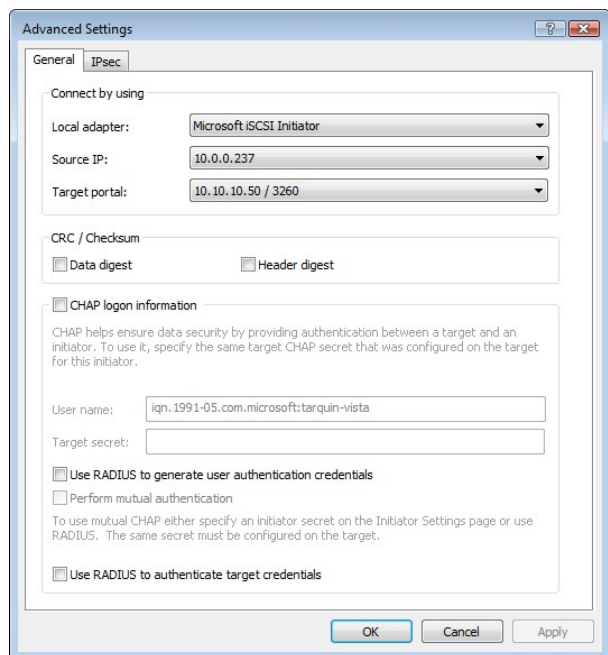 Advanced Settings
General IPsec
Connect by using
Local adapter: Microsoft iSCSI Initiator
Source IP: 10.0.0.237
Target portal: 10.10.10.50 / 3260
CRC / Checksum
Data digest Header digest
CHAP logon information
CHAP helps ensure data security by providing authentication between a target and an
initiator. To use it, specify the same target CHAP secret that was configured on the target
for this initiator.
User name: iqn.1991-05.com.microsoft:tarquin-vista
Target secret:
Use RADIUS to generate user authentication credentials
Perform mutual authentication
To use mutual CHAP either specify an initiator secret on the Initiator Settings page or use
RADIUS. The same secret must be configured on the target.
Use RADIUS to authenticate target credentials
OK Cancel Apply